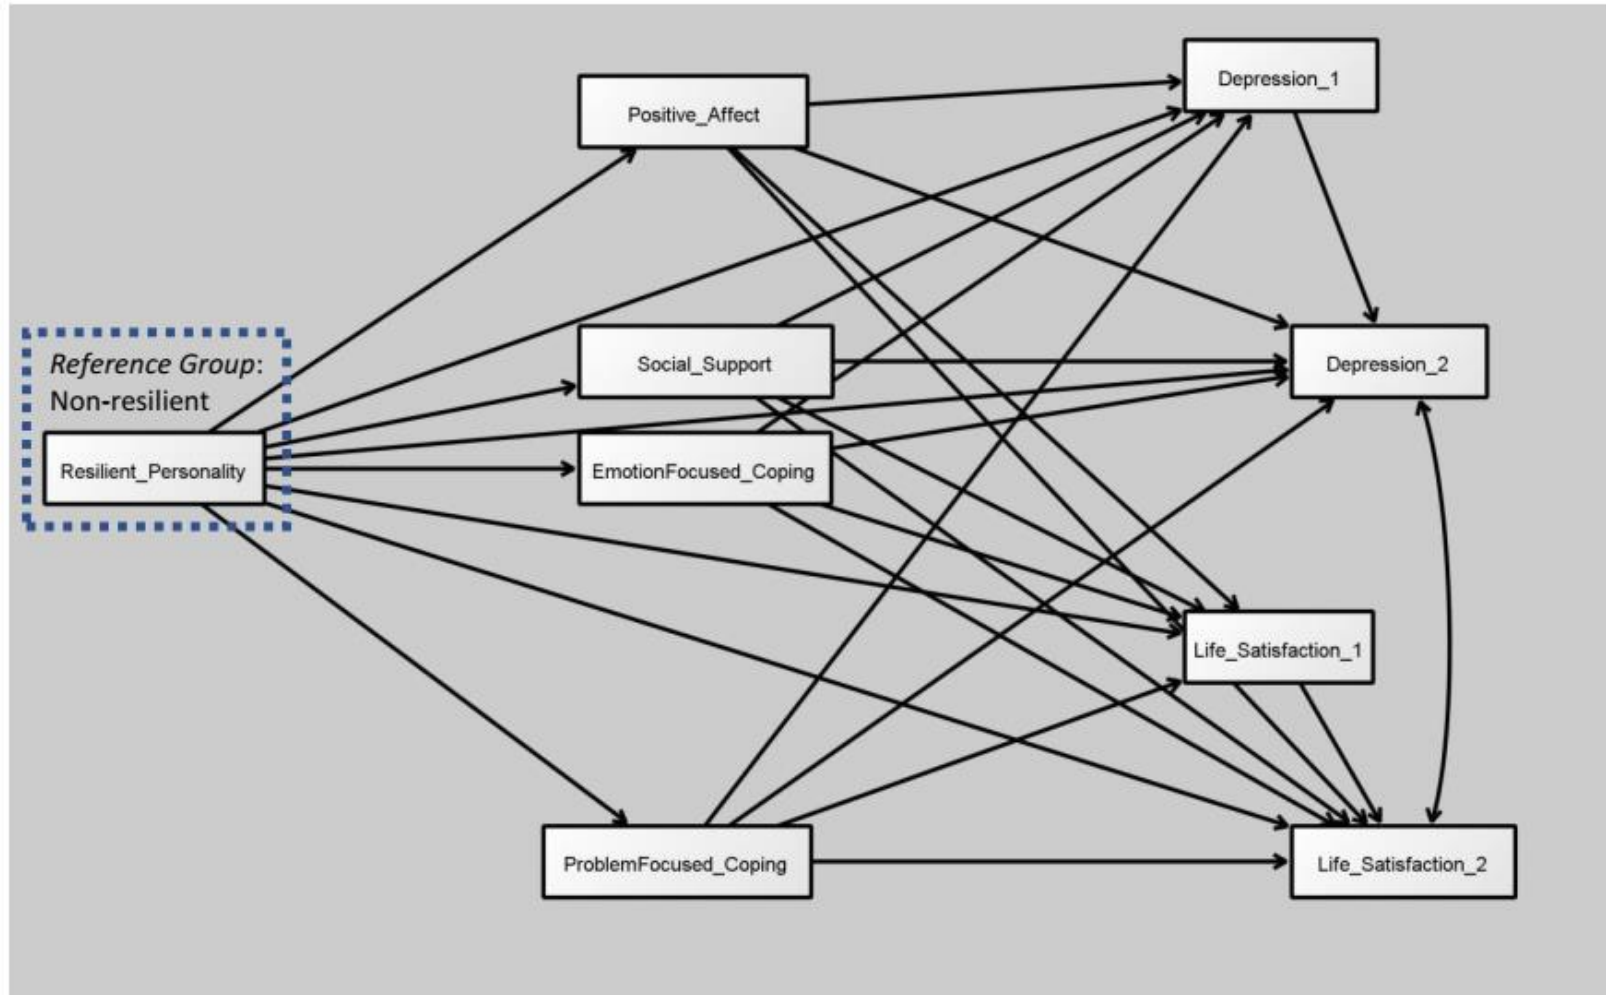 Depression_1
Positive_Affect
Reference Group:
Non-resilient
Social_Support
Depression_2
Resilient_Personality
EmotionFocused_Coping
Life_Satisfaction_1
ProblemFocused_Coping
Life_Satisfaction_2